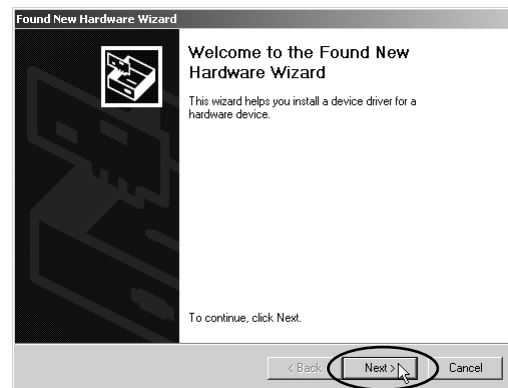 Found New Hardware Wizard
Welcome to the Found New
Hardware Wizard
This wizard helps you install a device driver for a
hardware device.
To continue, click Next.
< Back
Next >
Cancel